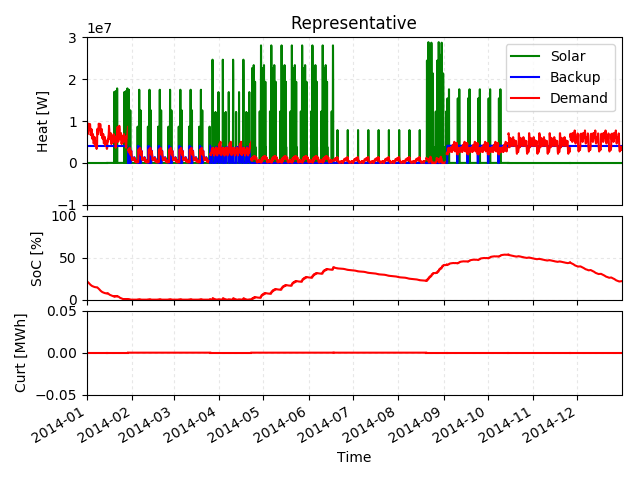 Representative
1e7
3
2
1
0
−1
Heat [W]
Solar
Backup
Demand
100
50
0
SoC [%]
0.05
0.00
−0.05
Curt [MWh]
2014-01
2014-02
2014-03
2014-04
2014-05
2014-06
2014-07
2014-08
2014-09
2014-10
2014-11
2014-12
Time